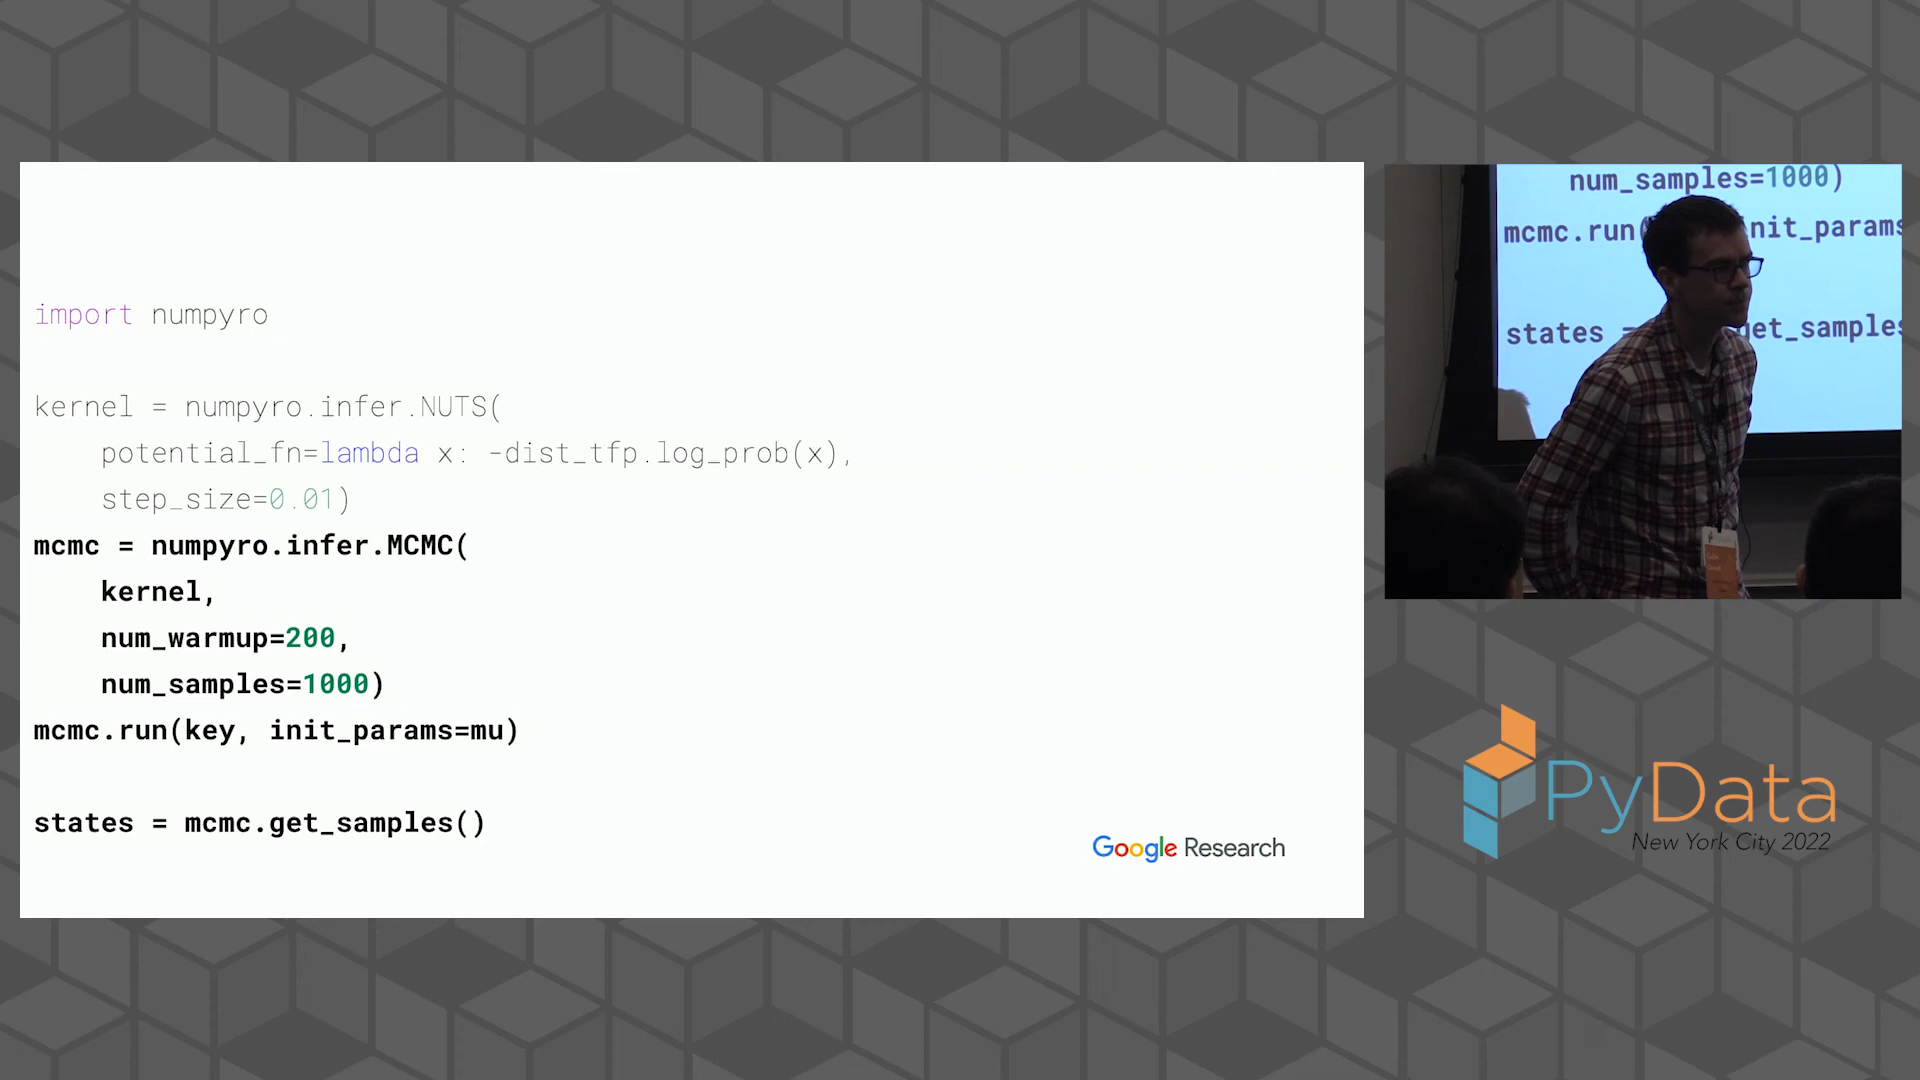 import numpyro
kernel = numpyro.infer.NUTS(
potential_fn=lambda x: -dist_tfp.log_prob(x),
step_size=0.01)
mcmc = numpyro.infer.MCMC(
kernel,
num_warmup=200,
num_samples=1000)
mcmc.run(key, init_params=mu)
states = mcmc.get_samples()
Google Research
num_samples=1000)
mcmc.run( nit_params
states = get_samples
PyData
New York City 2022